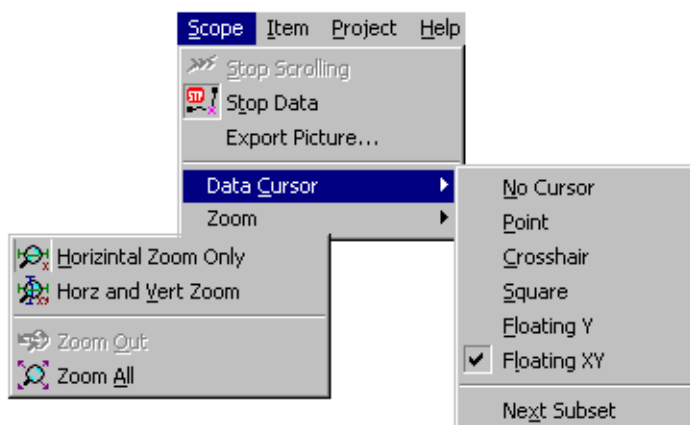 Scope Item Project Help
Stop Scrolling
STP
Stop Data
Export Picture...
Data Cursor
Zoom
Horizintal Zoom Only
Horz and Vert Zoom
Zoom Out
Zoom All
No Cursor
Point
Crosshair
Square
Floating Y
Floating XY
Next Subset